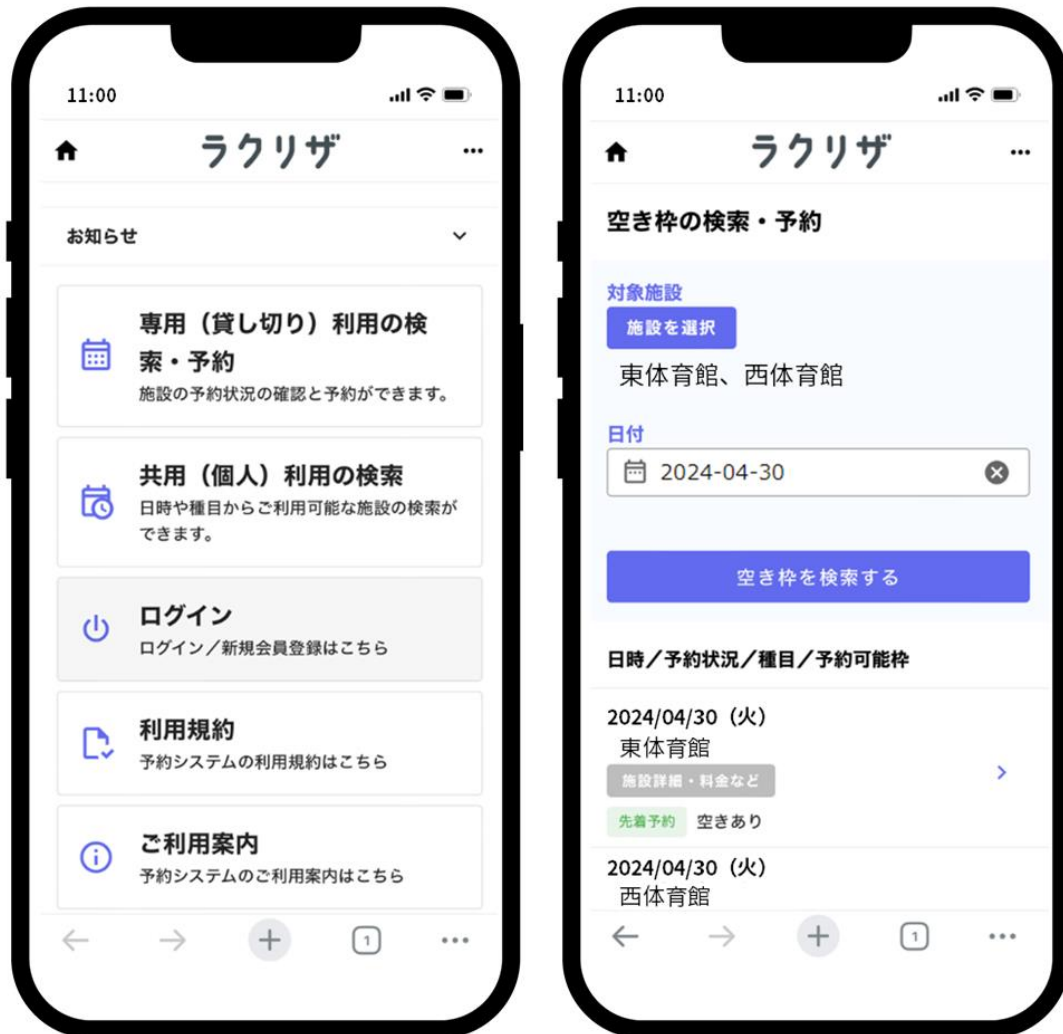 11:00
ラクリザ
お知らせ
専用（貸し切り）利用の検
索・予約
施設の予約状況の確認と予約ができます。
共用（個人）利用の検索
日時や種目からご利用可能な施設の検索が
できます。
ログイン
ログイン／新規会員登録はこちら
利用規約
予約システムの利用規約はこちら
ご利用案内
予約システムのご利用案内はこちら
1
11:00
ラクリザ
空き枠の検索・予約
対象施設
施設を選択
東体育館、西体育館
日付
2024-04-30
空き枠を検索する
日時／予約状況／種目／予約可能枠
2024/04/30（火）
東体育館
施設詳細・料金など
先着予約 空きあり
2024/04/30（火）
西体育館
1